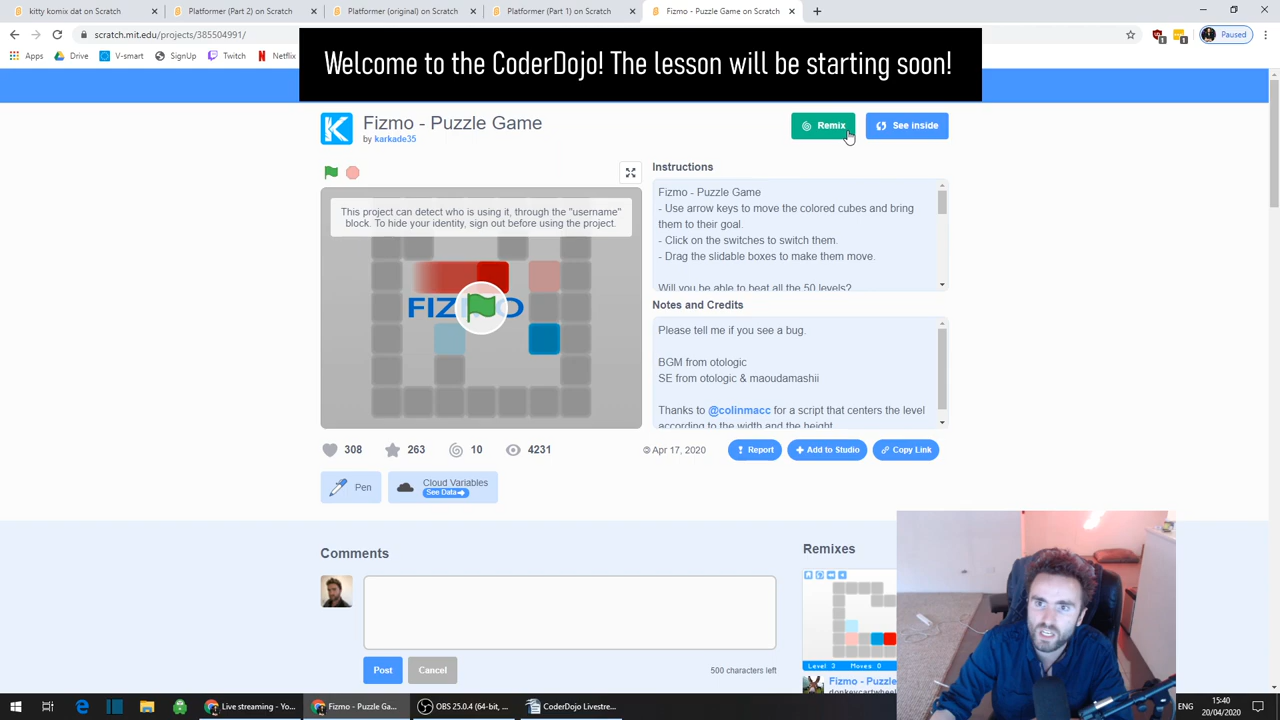 kitty komix dat on Scratch
Platformer (Part 2) on Scratch
Platformer (original) on Scratch
Platformer (Part 1) on Scratch
Fizmo - Puzzle Game on Scratch
scratch.mit.edu/projects/385504991/
Paused
Apps
Drive
V-smart
SignUp
Twitch
Netflix
Welcome to the CoderDojo! The lesson will be starting soon!
Fizmo - Puzzle Game
by karkade35
Remix
See inside
This project can detect who is using it, through the "username"
block. To hide your identity, sign out before using the project.
Instructions
Fizmo - Puzzle Game
- Use arrow keys to move the colored cubes and bring
them to their goal.
- Click on the switches to switch them.
- Drag the slidable boxes to make them move.
Will you be able to beat all the 50 levels?
Notes and Credits
Please tell me if you see a bug.
BGM from otologic
SE from otologic & maoudamashii
Thanks to @colinmacc for a script that centers the level
according to the width and the height
308
263
10
4231
© Apr 17, 2020
Report
Add to Studio
Copy Link
Pen
Cloud Variables
See Data
Comments
Remixes
Post
Cancel
500 characters left
Level 3 Moves 0
Fizmo - Puzzle
donkeycartwheel
Live streaming - Yo...
Fizmo - Puzzle Ga...
OBS 25.0.4 (64-bit, ...
CoderDojo Livestre...
ENG
15:40
20/04/2020